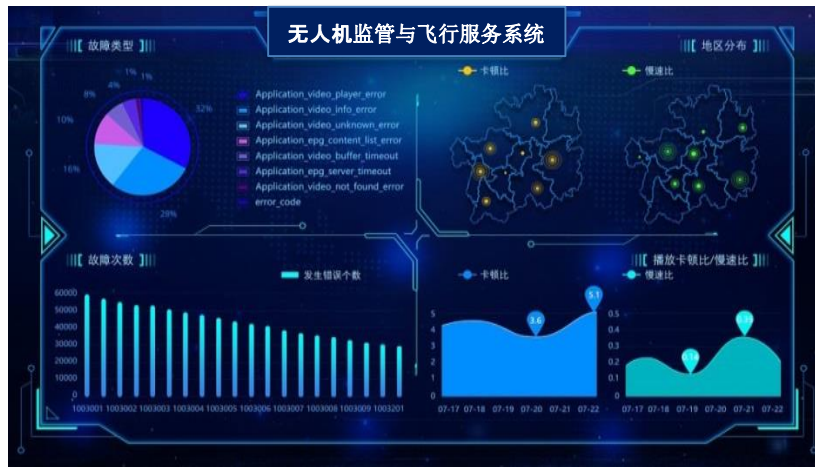 无人机监管与飞行服务系统
故障类型
1%
1%
4%
8%
10%
16%
28%
32%
Application_video_player_error
Application_video_info_error
Application_video_unknown_error
Application_epg_content_list_error
Application_video_buffer_timeout
Application_epg_server_timeout
Application_video_not_found_error
error_code
地区分布
卡顿比
慢速比
故障次数
发生错误个数
60000
50000
40000
30000
20000
10000
0
1003001 1003002 1003003 1003004 1003005 1003006 1003007 1003008 1003009 1003201
播放卡顿比/慢速比
卡顿比
慢速比
5.1
3.6
5
4
3
2
1
0
07-17 07-18 07-19 07-20 07-21 07-22
0.14
0.5
0.4
0.3
0.2
0.1
0
07-17 07-18 07-19 07-20 07-21 07-22